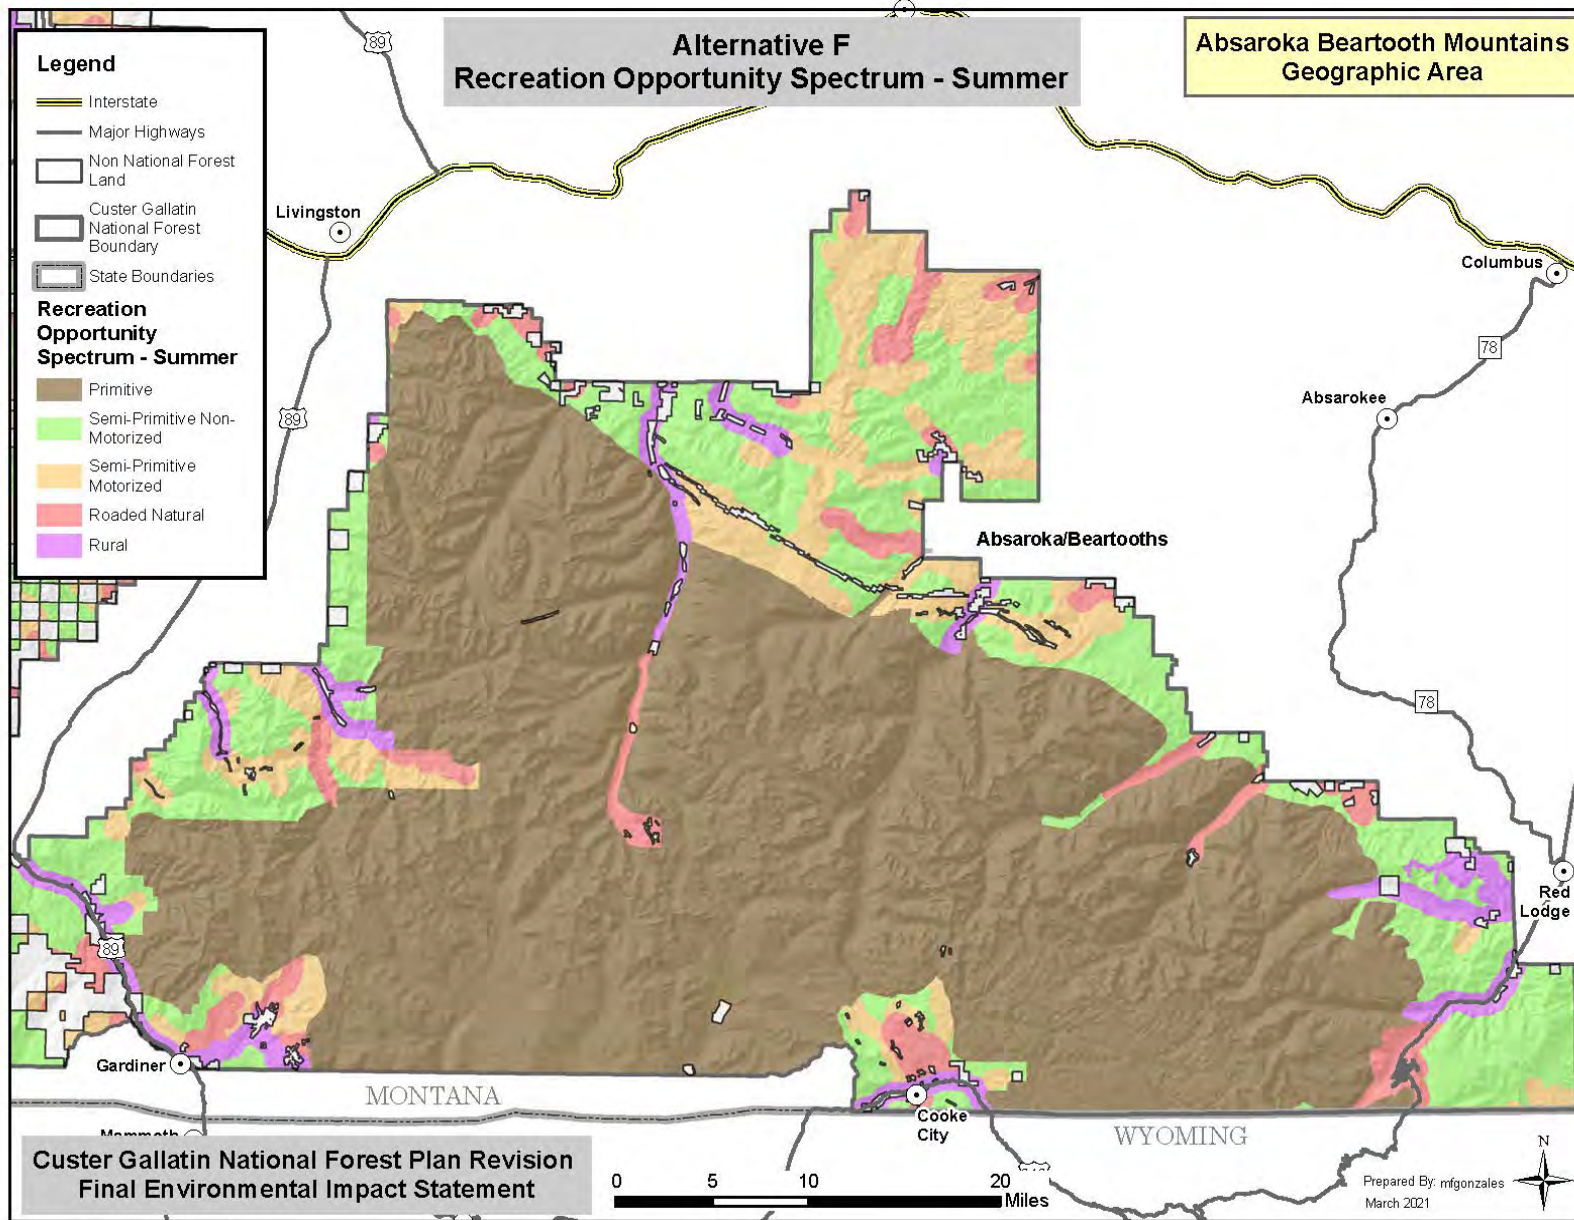 Alternative F
Recreation Opportunity Spectrum - Summer
Absaroka Beartooth Mountains
Geographic Area
Legend
Interstate
Major Highways
Non National Forest
Land
Custer Gallatin
National Forest
Boundary
State Boundaries
Recreation
Opportunity
Spectrum - Summer
Primitive
Semi-Primitive Non-
Motorized
Semi-Primitive
Motorized
Roaded Natural
Rural
89
Livingston
Columbus
78
Absarokee
89
Absaroka/Beartooths
78
Red
Lodge
89
Gardiner
MONTANA
Cooke
City
WYOMING
Mammoth
Custer Gallatin National Forest Plan Revision
Final Environmental Impact Statement
0 5 10 20
Miles
N
Prepared By: mfgonzales
March 2021